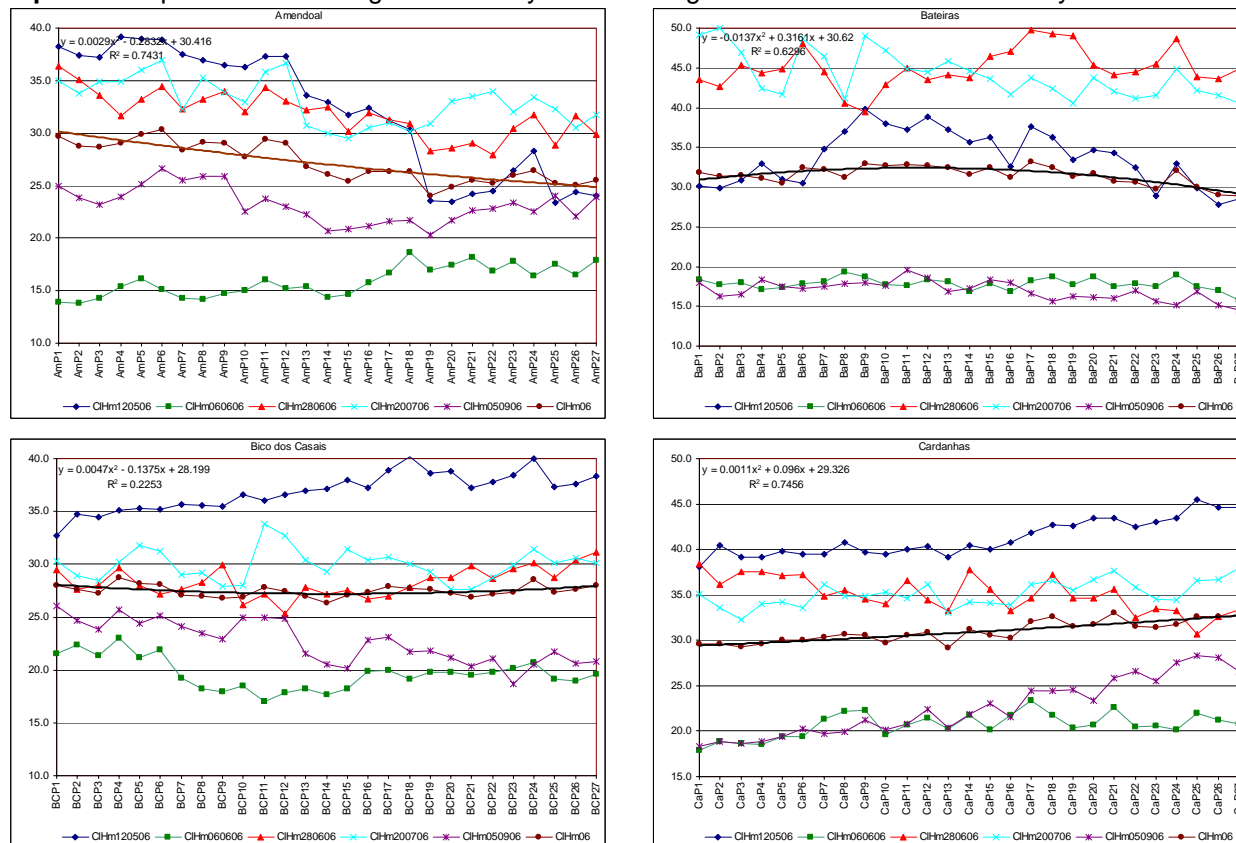 Amendoal
40.0
y = 0.0029x² - 0.2832x + 30.416
R² = 0.7431
35.0
30.0
25.0
20.0
15.0
10.0
AmP1 AmP2 AmP3 AmP4 AmP5 AmP6 AmP7 AmP8 AmP9 AmP10 AmP11 AmP12 AmP13 AmP14 AmP15 AmP16 AmP17 AmP18 AmP19 AmP20 AmP21 AmP22 AmP23 AmP24 AmP25 AmP26 AmP27
ClHm120506 ClHm060606 ClHm280606 ClHm200706 ClHm050906 ClHm06
Bateiras
50.0
y = -0.0137x² + 0.3161x + 30.62
R² = 0.6286
45.0
40.0
35.0
30.0
25.0
20.0
15.0
10.0
BaP1 BaP2 BaP3 BaP4 BaP5 BaP6 BaP7 BaP8 BaP9 BaP10 BaP11 BaP12 BaP13 BaP14 BaP15 BaP16 BaP17 BaP18 BaP19 BaP20 BaP21 BaP22 BaP23 BaP24 BaP25 BaP26
ClHm120506 ClHm060606 ClHm280606 ClHm200706 ClHm050906 ClHm06
Bico dos Casais
40.0
y = 0.0047x² - 0.1375x + 28.199
R² = 0.2253
35.0
30.0
25.0
20.0
15.0
10.0
BCP1 BCP2 BCP3 BCP4 BCP5 BCP6 BCP7 BCP8 BCP9 BCP10 BCP11 BCP12 BCP13 BCP14 BCP15 BCP16 BCP17 BCP18 BCP19 BCP20 BCP21 BCP22 BCP23 BCP24 BCP25 BCP26 BCP27
ClHm120506 ClHm060606 ClHm280606 ClHm200706 ClHm050906 ClHm06
Cardanhas
50.0
y = 0.0011x² + 0.096x + 29.326
R² = 0.7456
45.0
40.0
35.0
30.0
25.0
20.0
15.0
CaP1 CaP2 CaP3 CaP4 CaP5 CaP6 CaP7 CaP8 CaP9 CaP10 CaP11 CaP12 CaP13 CaP14 CaP15 CaP16 CaP17 CaP18 CaP19 CaP20 CaP21 CaP22 CaP23 CaP24 CaP25 CaP26
ClHm120506 ClHm060606 ClHm280606 ClHm200706 ClHm050906 ClHm06